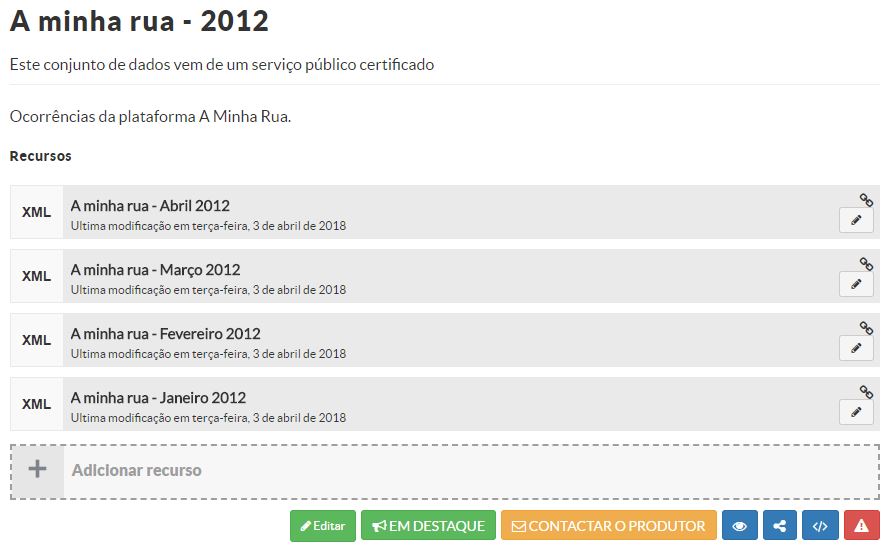 A minha rua - 2012
Este conjunto de dados vem de um serviço público certificado
Ocorrências da plataforma A Minha Rua.
Recursos
XML
A minha rua - Abril 2012
Ultima modificação em terça-feira, 3 de abril de 2018
XML
A minha rua - Março 2012
Ultima modificação em terça-feira, 3 de abril de 2018
XML
A minha rua - Fevereiro 2012
Ultima modificação em terça-feira, 3 de abril de 2018
XML
A minha rua - Janeiro 2012
Ultima modificação em terça-feira, 3 de abril de 2018
Adicionar recurso
Editar EM DESTAQUE CONTACTAR O PRODUTOR